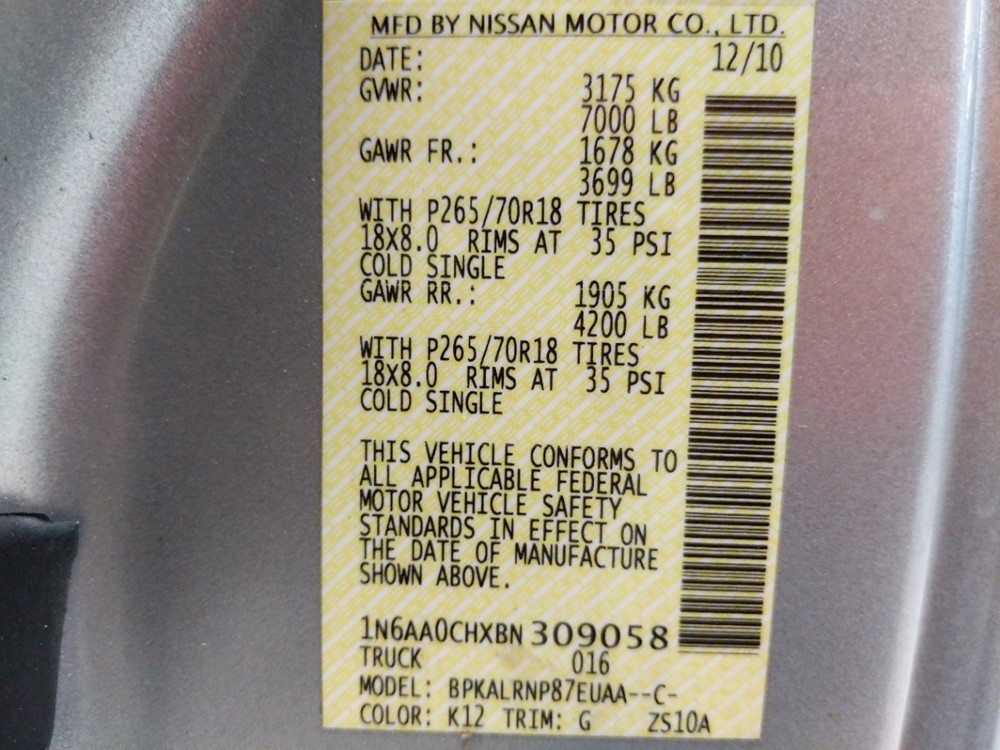 MFD BY NISSAN MOTOR CO., LTD.
DATE: 12/10
GVWR: 3175 KG
7000 LB
GAWR FR.: 1678 KG
3699 LB
WITH P265/70R18 TIRES
18X8.0 RIMS AT 35 PSI
COLD SINGLE
GAWR RR.: 1905 KG
4200 LB
WITH P265/70R18 TIRES
18X8.0 RIMS AT 35 PSI
COLD SINGLE
THIS VEHICLE CONFORMS TO
ALL APPLICABLE FEDERAL
MOTOR VEHICLE SAFETY
STANDARDS IN EFFECT ON
THE DATE OF MANUFACTURE
SHOWN ABOVE.
1N6AA0CHXBN 309058
TRUCK 016
MODEL: BPKALRNP87EUAA--C-
COLOR: K12 TRIM: G ZS10A